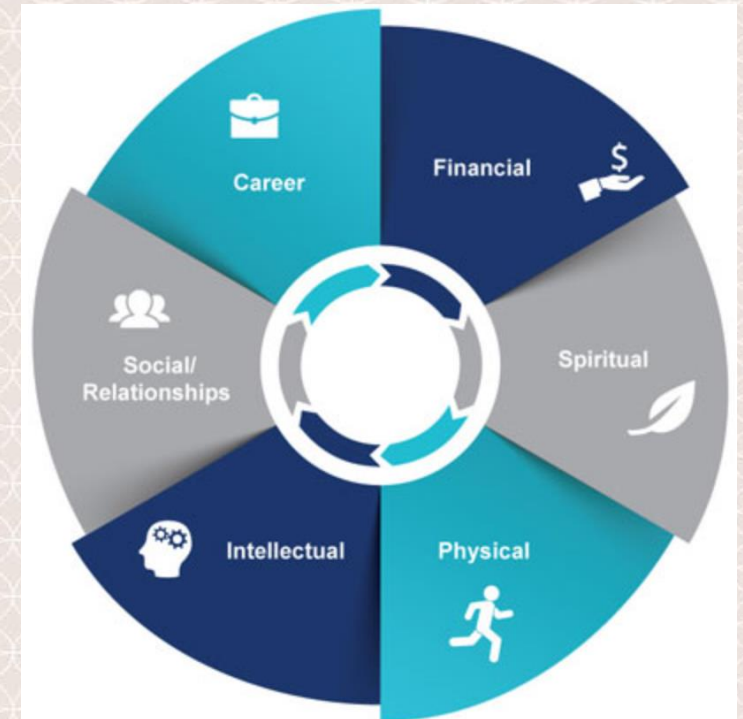 Career
Financial
$
Social/
Relationships
Spiritual
Intellectual
Physical